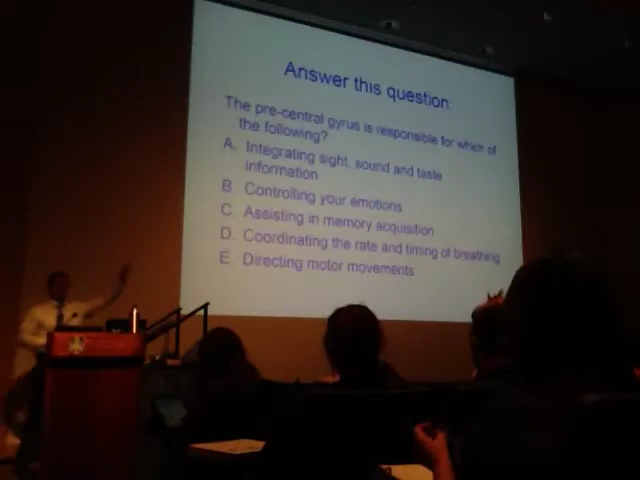 Answer this question
The pre-central gyrus is responsible for which of
the following?
A. Integrating sight, sound and taste
information
B. Controlling your emotions
C. Assisting in memory acquisition
D. Coordinating the rate and timing of breathing
E Directing motor movements